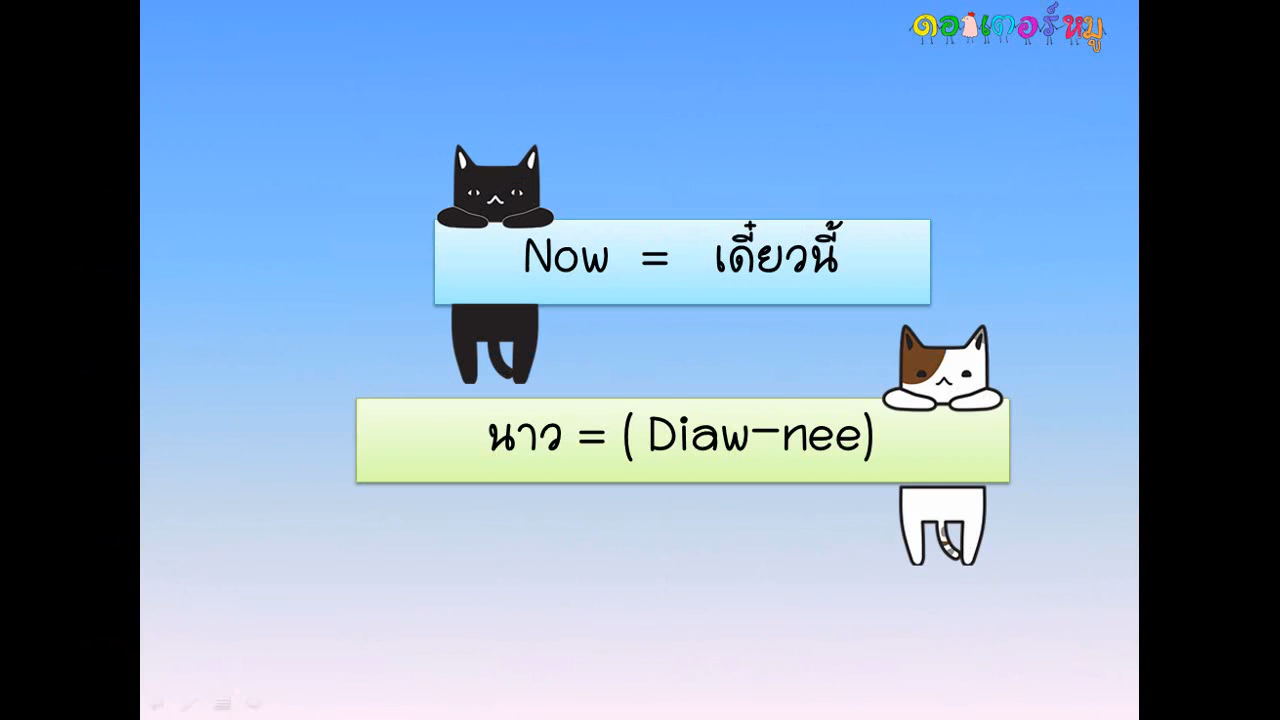 ดอกเตอร์หมู
Now = เดี๋ยวนี้
นาว = ( Diaw-nee)